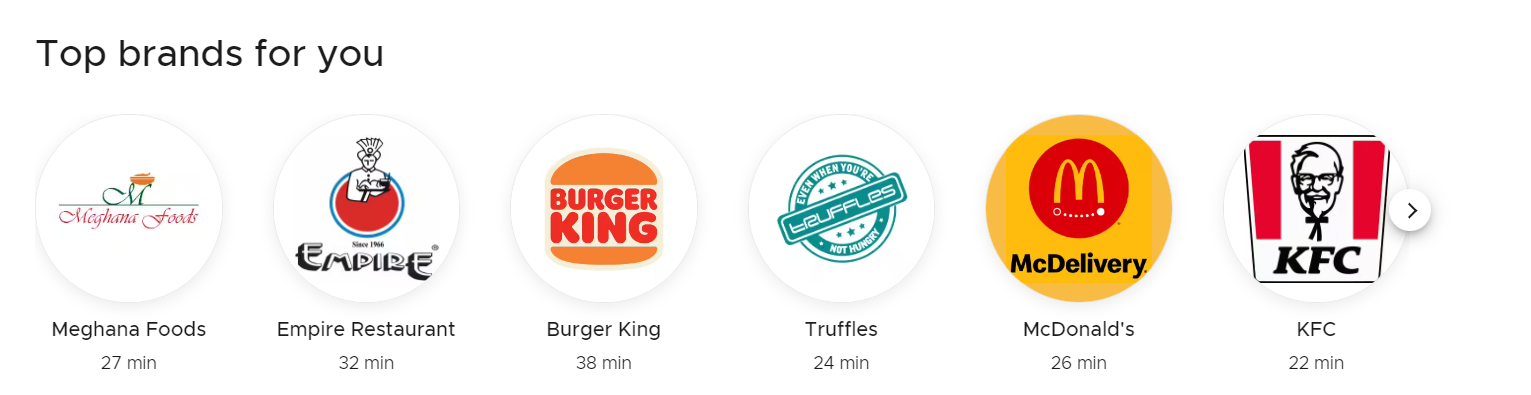 Top brands for you
M
Meghana Foods
Since 1966
EMPIRE®
BURGER
KING
EVEN WHEN YOU'RE
truffles
NOT HUNGRY
McDelivery
KFC
Meghana Foods
Empire Restaurant
Burger King
Truffles
McDonald's
KFC
27 min
32 min
38 min
24 min
26 min
22 min